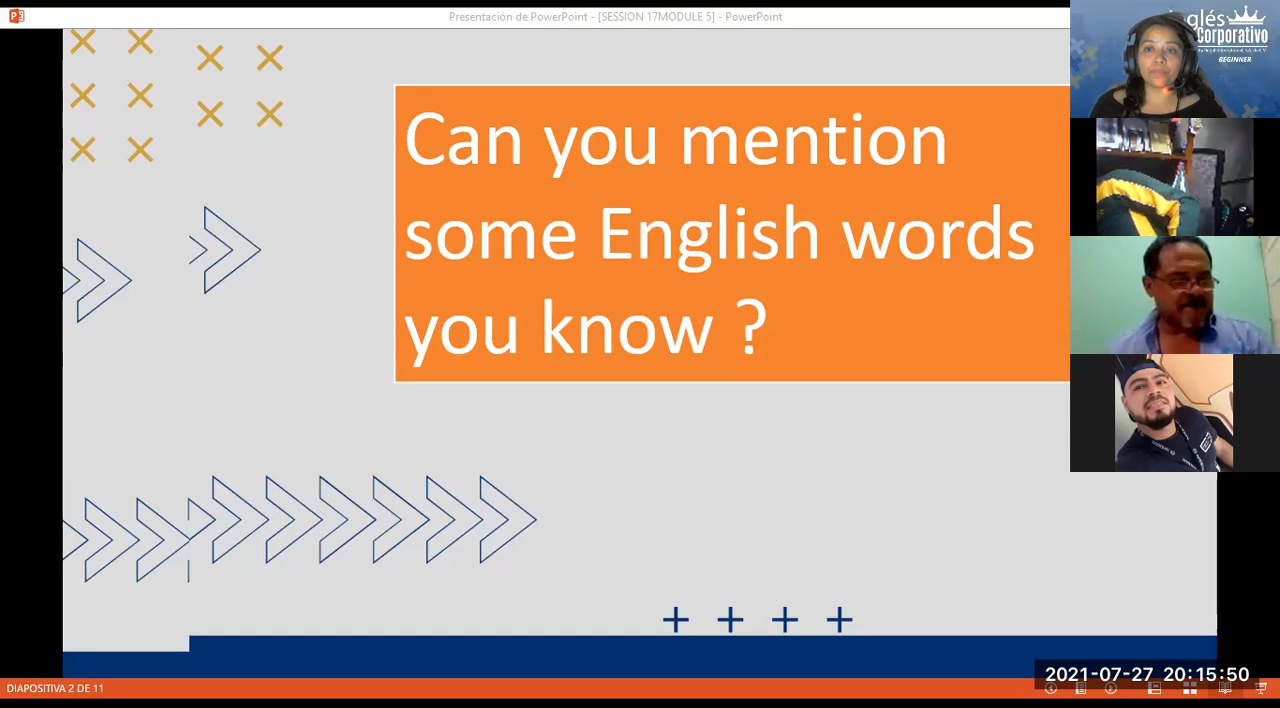 Presentación de PowerPoint - [SESSION 17MODULE 5] - PowerPoint
inglés
Corporativo
BEGINNER
Can you mention
some English words
you know ?
2021-07-27 20:15:50
DIAPOSITIVA 2 DE 11